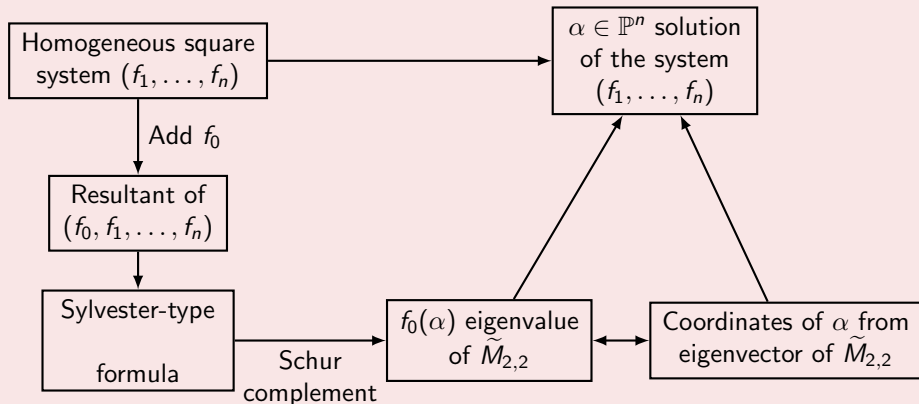 Homogeneous square
system (f₁, . . . , fₙ)
α ∈ ℙⁿ solution
of the system
(f₁, . . . , fₙ)
Add f₀
Resultant of
(f₀, f₁, . . . , fₙ)
Sylvester-type
formula
Schur
complement
f₀(α) eigenvalue
of M̃₂,₂
Coordinates of α from
eigenvector of M̃₂,₂